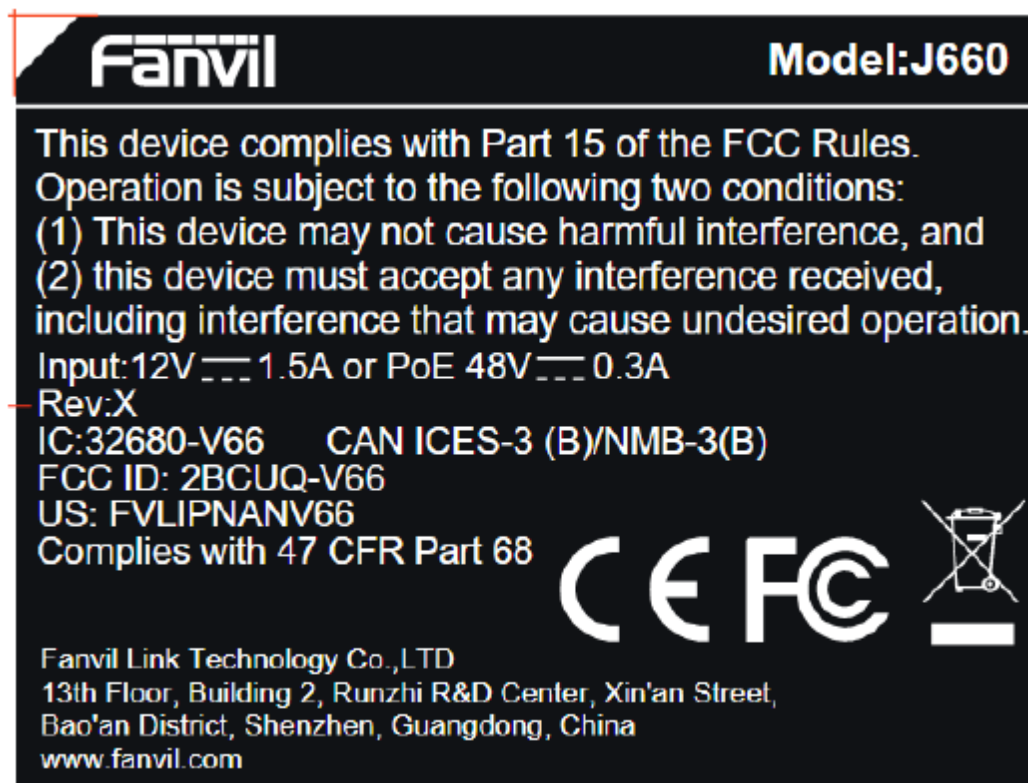 Fanvil
Model:J660
This device complies with Part 15 of the FCC Rules.
Operation is subject to the following two conditions:
(1) This device may not cause harmful interference, and
(2) this device must accept any interference received,
including interference that may cause undesired operation.
Input:12V⎓1.5A or PoE 48V⎓0.3A
Rev:X
IC:32680-V66 CAN ICES-3 (B)/NMB-3(B)
FCC ID: 2BCUQ-V66
US: FVLIPNANV66
Complies with 47 CFR Part 68
CE FC
Fanvil Link Technology Co.,LTD
13th Floor, Building 2, Runzhi R&D Center, Xin'an Street,
Bao'an District, Shenzhen, Guangdong, China
www.fanvil.com